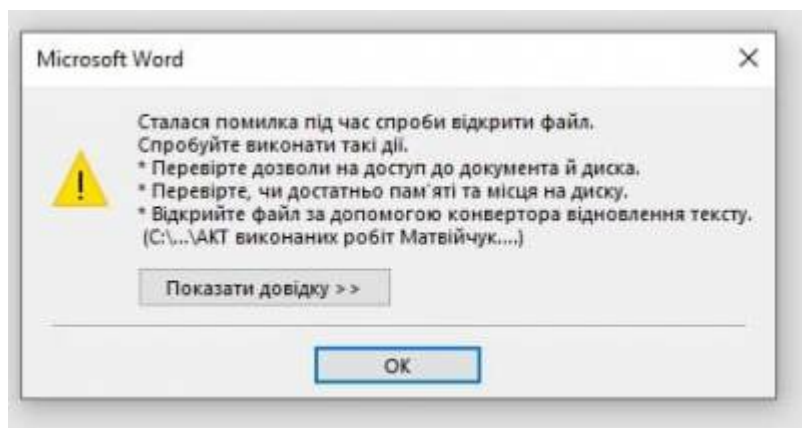 Microsoft Word
Сталася помилка під час спроби відкрити файл.
Спробуйте виконати такі дії.
* Перевірте дозволи на доступ до документа й диска.
* Перевірте, чи достатньо пам`яті та місця на диску.
* Відкрийте файл за допомогою конвертора відновлення тексту.
(C:\...\АКТ виконаних робіт Матвійчук....)
Показати довідку >>
ОК